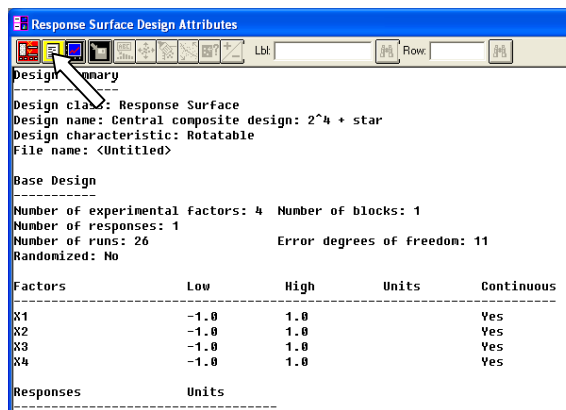 Response Surface Design Attributes
Lbl: Row:
Design Summary
--------------
Design class: Response Surface
Design name: Central composite design: 2^4 + star
Design characteristic: Rotatable
File name: <Untitled>
Base Design
-----------
Number of experimental factors: 4 Number of blocks: 1
Number of responses: 1
Number of runs: 26 Error degrees of freedom: 11
Randomized: No
Factors Low High Units Continuous
------------------------------------------------------------------------
X1 -1.0 1.0 Yes
X2 -1.0 1.0 Yes
X3 -1.0 1.0 Yes
X4 -1.0 1.0 Yes
Responses Units
-----------------------------------